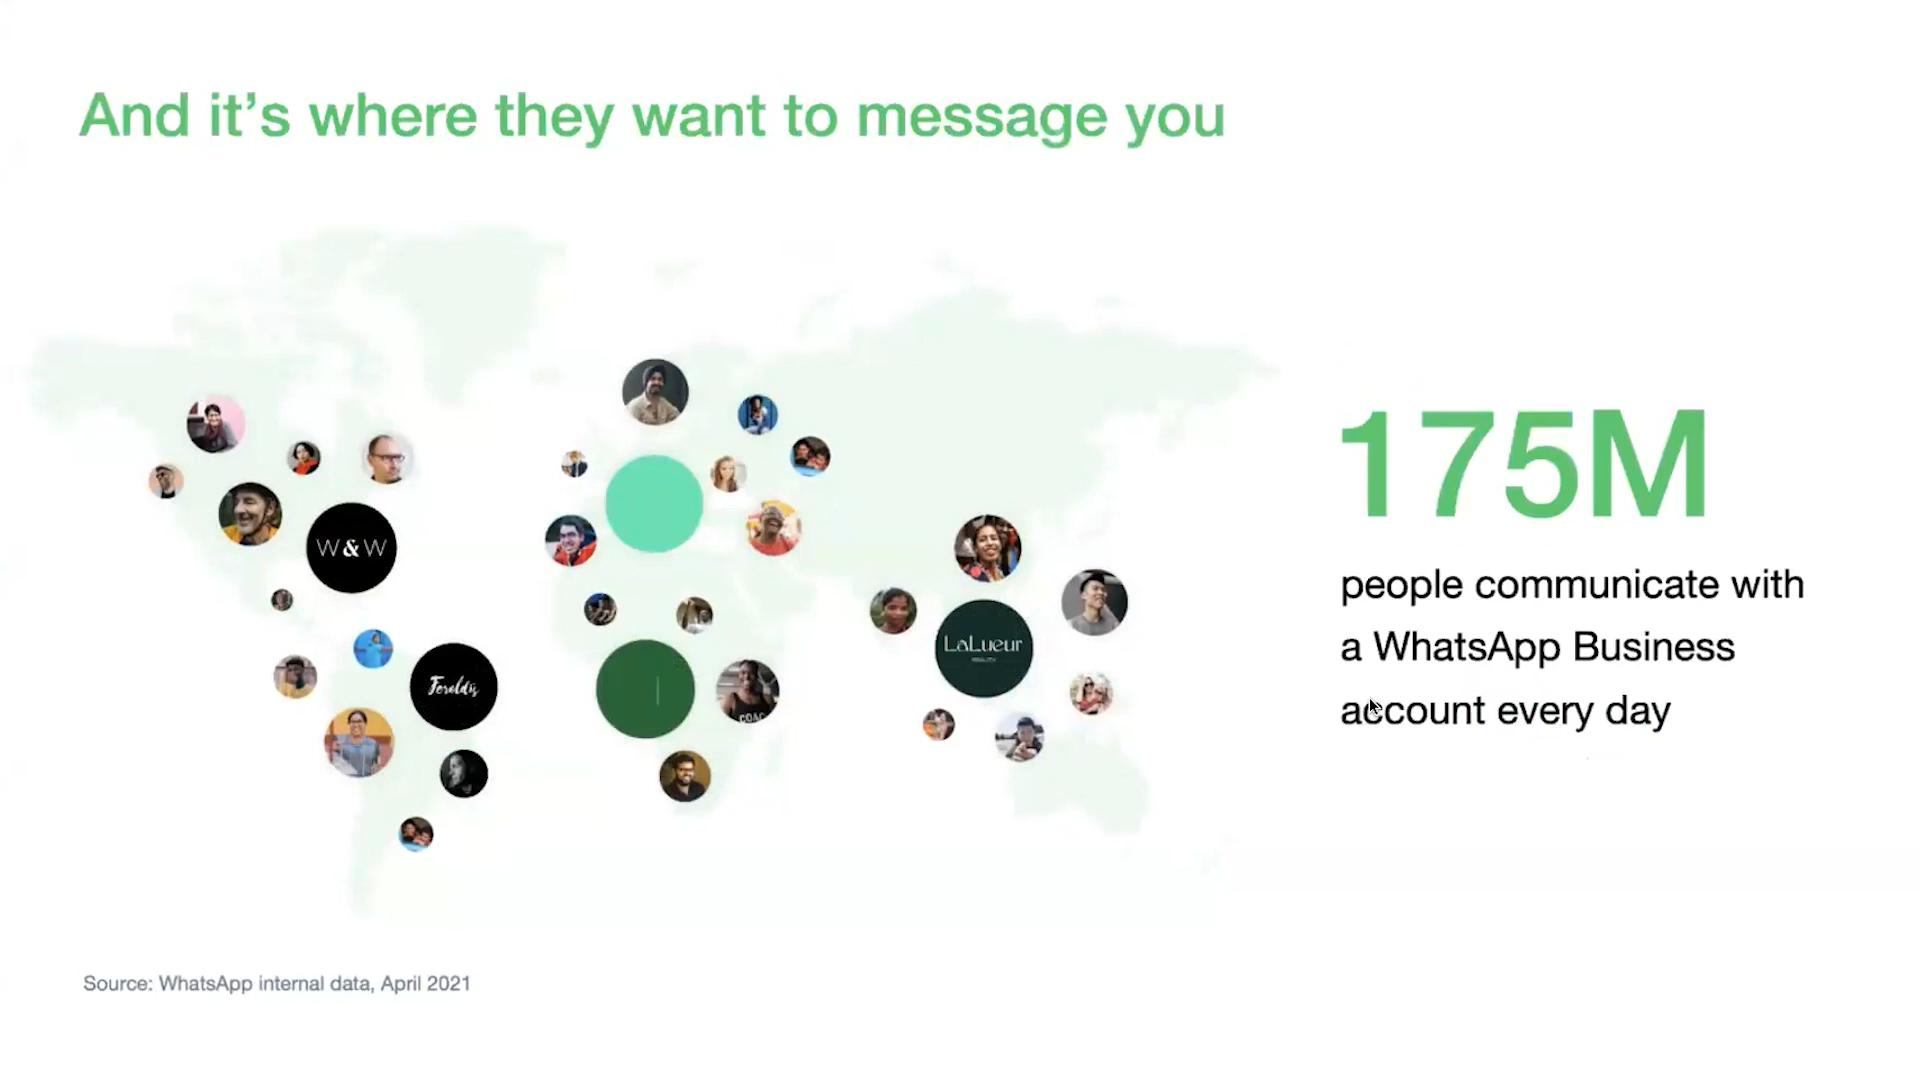 And it’s where they want to message you
175M
people communicate with
a WhatsApp Business
account every day
W & W
LaLueur
Source: WhatsApp internal data, April 2021